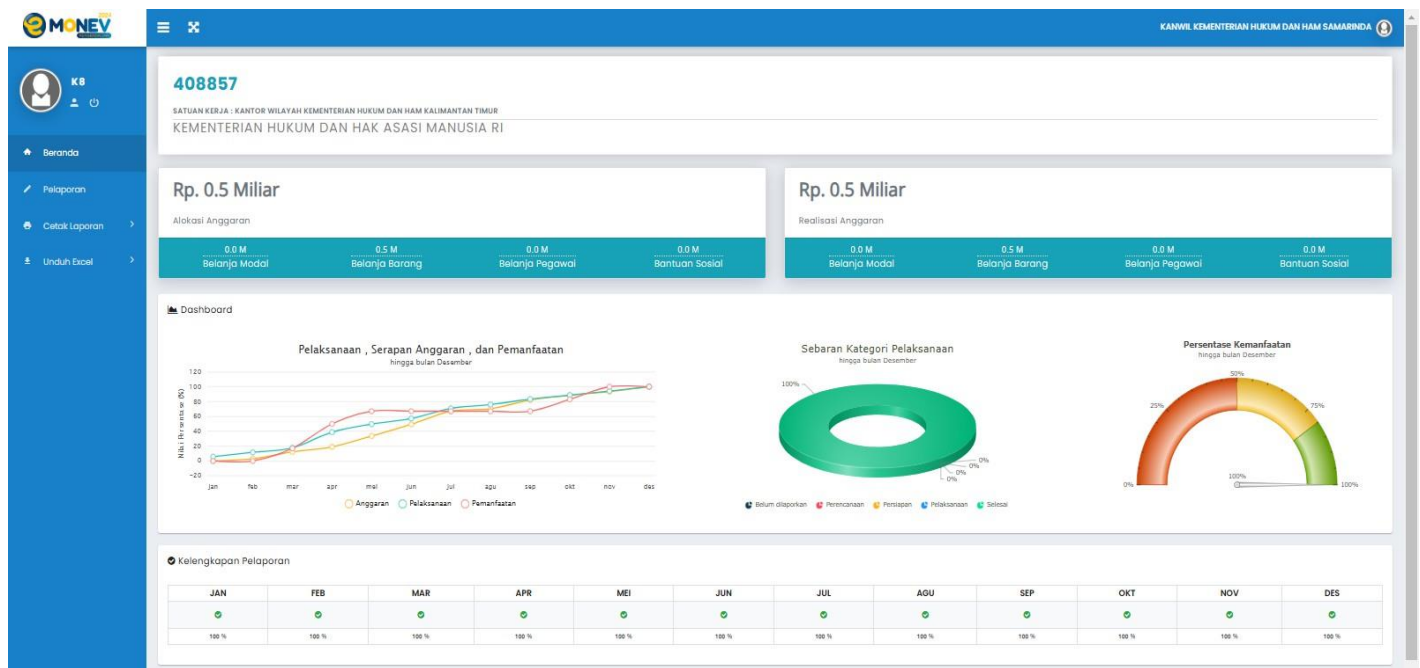 e MONEV
KANWIL KEMENTERIAN HUKUM DAN HAM SAMARINDA
K8
Beranda
Pelaporan
Cetak Laporan
Unduh Excel
408857
SATUAN KERJA : KANTOR WILAYAH KEMENTERIAN HUKUM DAN HAM KALIMANTAN TIMUR
KEMENTERIAN HUKUM DAN HAK ASASI MANUSIA RI
Rp. 0.5 Miliar
Alokasi Anggaran
0.0 M 0.5 M 0.0 M 0.0 M
Belanja Modal Belanja Barang Belanja Pegawai Bantuan Sosial
Rp. 0.5 Miliar
Realisasi Anggaran
0.0 M 0.5 M 0.0 M 0.0 M
Belanja Modal Belanja Barang Belanja Pegawai Bantuan Sosial
Dashboard
Pelaksanaan , Serapan Anggaran , dan Pemanfaatan
hingga bulan Desember
Nilai Persentase (%)
120
100
80
60
40
20
0
-20
jan feb mar apr mei jun jul agu sep okt nov des
Anggaran Pelaksanaan Pemanfaatan
Sebaran Kategori Pelaksanaan
hingga bulan Desember
100%
0%
0%
0%
0%
Belum dilaporkan Perencanaan Persiapan Pelaksanaan Selesai
Persentase Kemanfaatan
hingga bulan Desember
50%
25% 75%
100%
0% 100%
Kelengkapan Pelaporan
JAN FEB MAR APR MEI JUN JUL AGU SEP OKT NOV DES
100 % 100 % 100 % 100 % 100 % 100 % 100 % 100 % 100 % 100 % 100 % 100 %